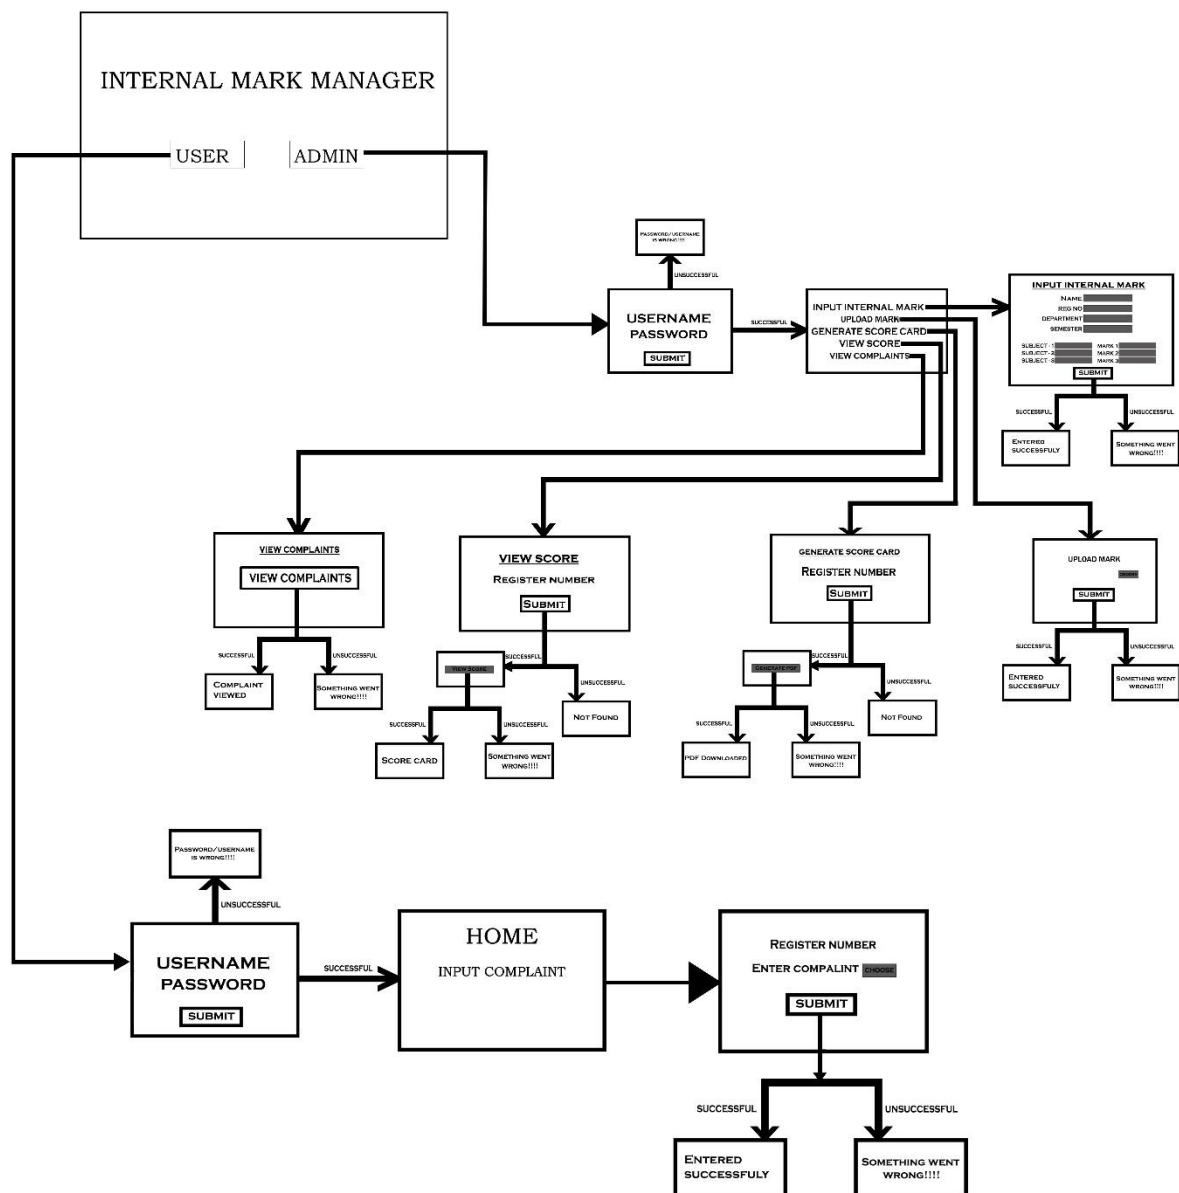 INTERNAL MARK MANAGER
USER
ADMIN
PASSWORD/USERNAME
IS WRONG!!!!
UNSUCCESSFUL
USERNAME
PASSWORD
SUBMIT
SUCCESSFUL
INPUT INTERNAL MARK
UPLOAD MARK
GENERATE SCORE CARD
VIEW SCORE
VIEW COMPLAINTS
INPUT INTERNAL MARK
NAME
REG NO
DEPARTMENT
SEMESTER
SUBJECT - 1 MARK 1
SUBJECT - 2 MARK 2
SUBJECT - 3 MARK 3
SUBMIT
SUCCESSFUL
UNSUCCESSFUL
ENTERED
SUCCESSFULY
SOMETHING WENT
WRONG!!!!
VIEW COMPLAINTS
VIEW COMPLAINTS
SUCCESSFUL
UNSUCCESSFUL
COMPLAINT
VIEWED
SOMETHING WENT
WRONG!!!!
VIEW SCORE
REGISTER NUMBER
SUBMIT
SUCCESSFUL
VIEW SCORE
UNSUCCESSFUL
NOT FOUND
SUCCESSFUL
UNSUCCESSFUL
SCORE CARD
SOMETHING WENT
WRONG!!!!
GENERATE SCORE CARD
REGISTER NUMBER
SUBMIT
SUCCESSFUL
GENERATE PDF
UNSUCCESSFUL
NOT FOUND
SUCCESSFUL
UNSUCCESSFUL
PDF DOWNLOADED
SOMETHING WENT
WRONG!!!!
UPLOAD MARK
CHOOSE
SUBMIT
SUCCESSFUL
UNSUCCESSFUL
ENTERED
SUCCESSFULY
SOMETHING WENT
WRONG!!!!
PASSWORD/USERNAME
IS WRONG!!!!
UNSUCCESSFUL
USERNAME
PASSWORD
SUBMIT
SUCCESSFUL
HOME
INPUT COMPLAINT
REGISTER NUMBER
ENTER COMPALINT CHOOSE
SUBMIT
SUCCESSFUL
UNSUCCESSFUL
ENTERED
SUCCESSFULY
SOMETHING WENT
WRONG!!!!